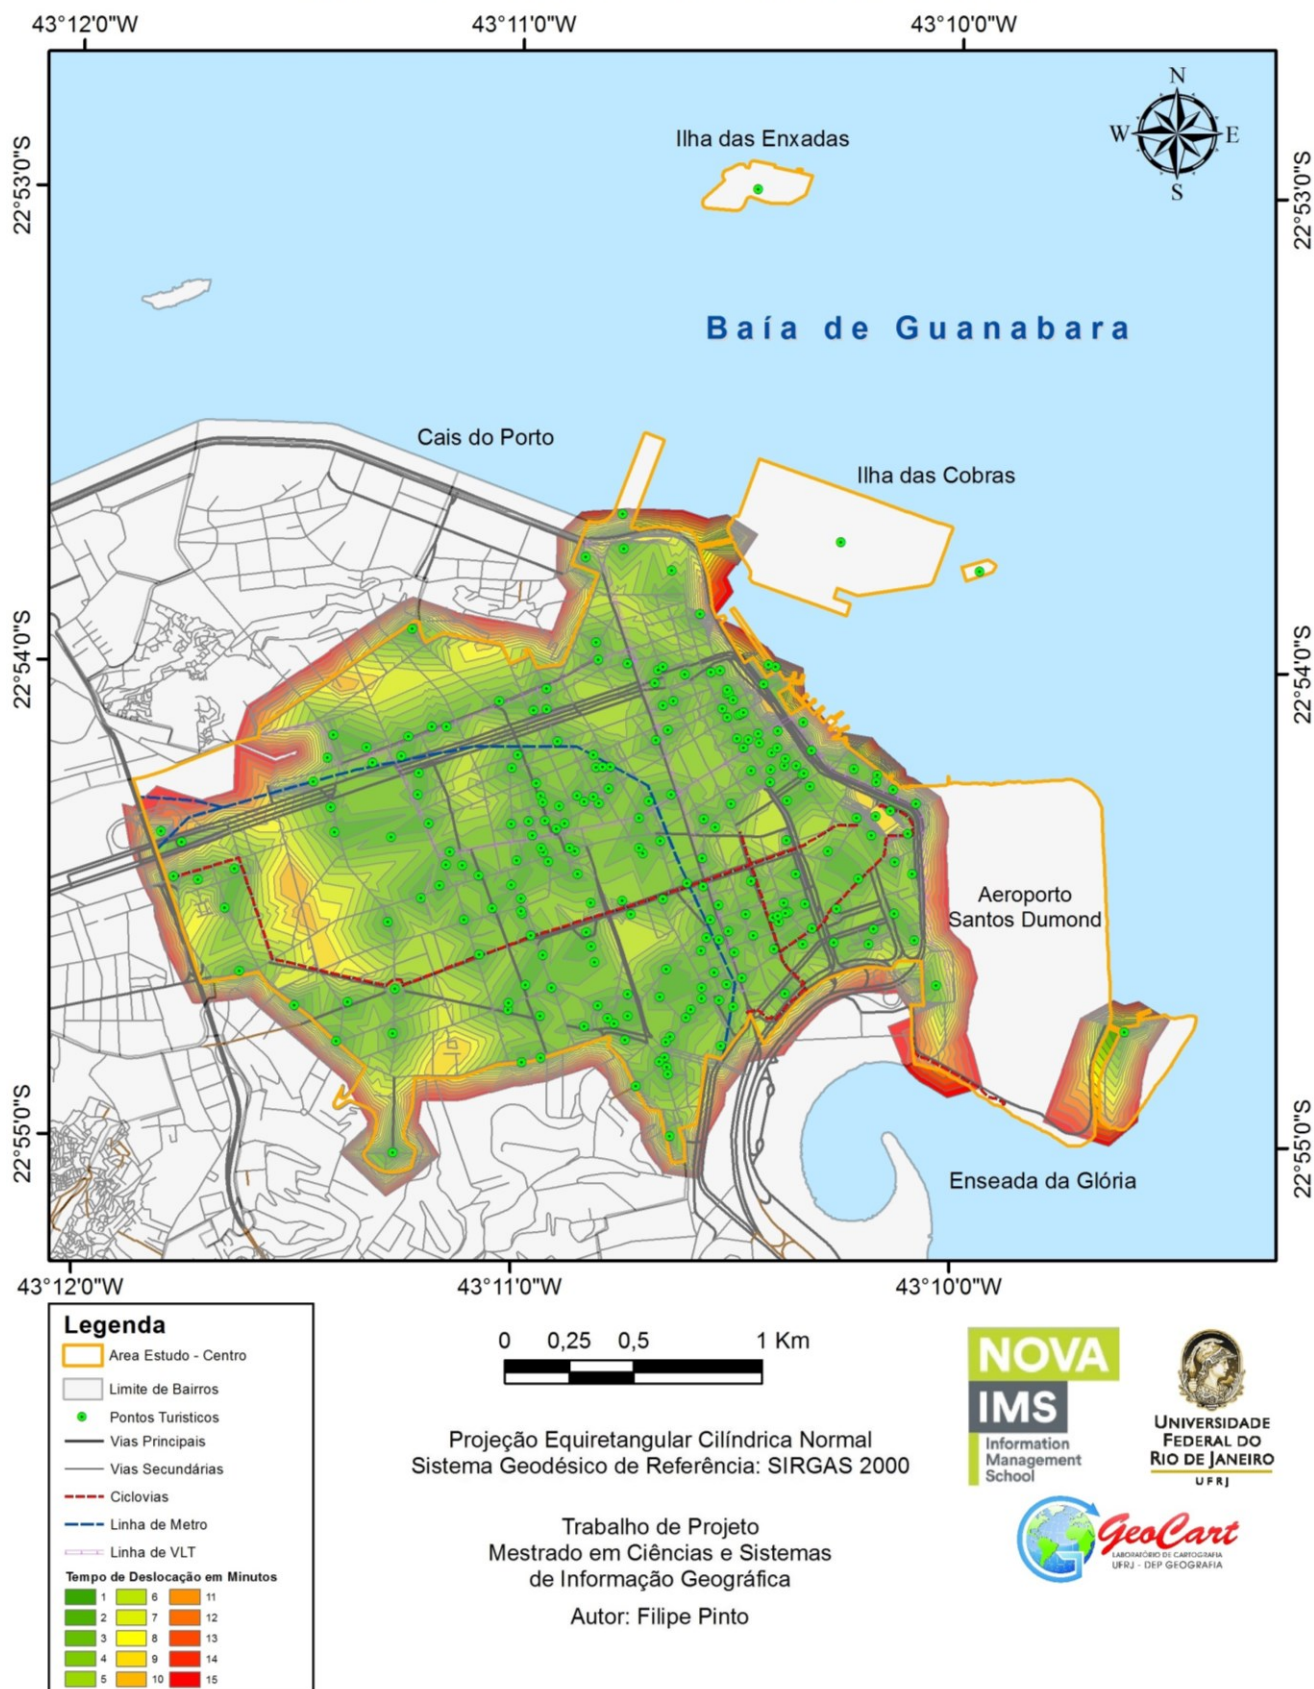 43°12'0"W
43°11'0"W
43°10'0"W
N
W
E
S
22°53'0"S
22°53'0"S
Ilha das Enxadas
Baía de Guanabara
Cais do Porto
Ilha das Cobras
22°54'0"S
22°54'0"S
Aeroporto
Santos Dumond
22°55'0"S
22°55'0"S
Enseada da Glória
43°12'0"W
43°11'0"W
43°10'0"W
Legenda
Area Estudo - Centro
Limite de Bairros
Pontos Turisticos
Vias Principais
Vias Secundárias
Ciclovias
Linha de Metro
Linha de VLT
Tempo de Deslocação em Minutos
1 6 11
2 7 12
3 8 13
4 9 14
5 10 15
0 0,25 0,5 1 Km
Projeção Equiretangular Cilíndrica Normal
Sistema Geodésico de Referência: SIRGAS 2000
Trabalho de Projeto
Mestrado em Ciências e Sistemas
de Informação Geográfica
Autor: Filipe Pinto
NOVA
IMS
Information
Management
School
UNIVERSIDADE
FEDERAL DO
RIO DE JANEIRO
UFRJ
GeoCart
LABORATÓRIO DE CARTOGRAFIA
UFRJ - DEP GEOGRAFIA